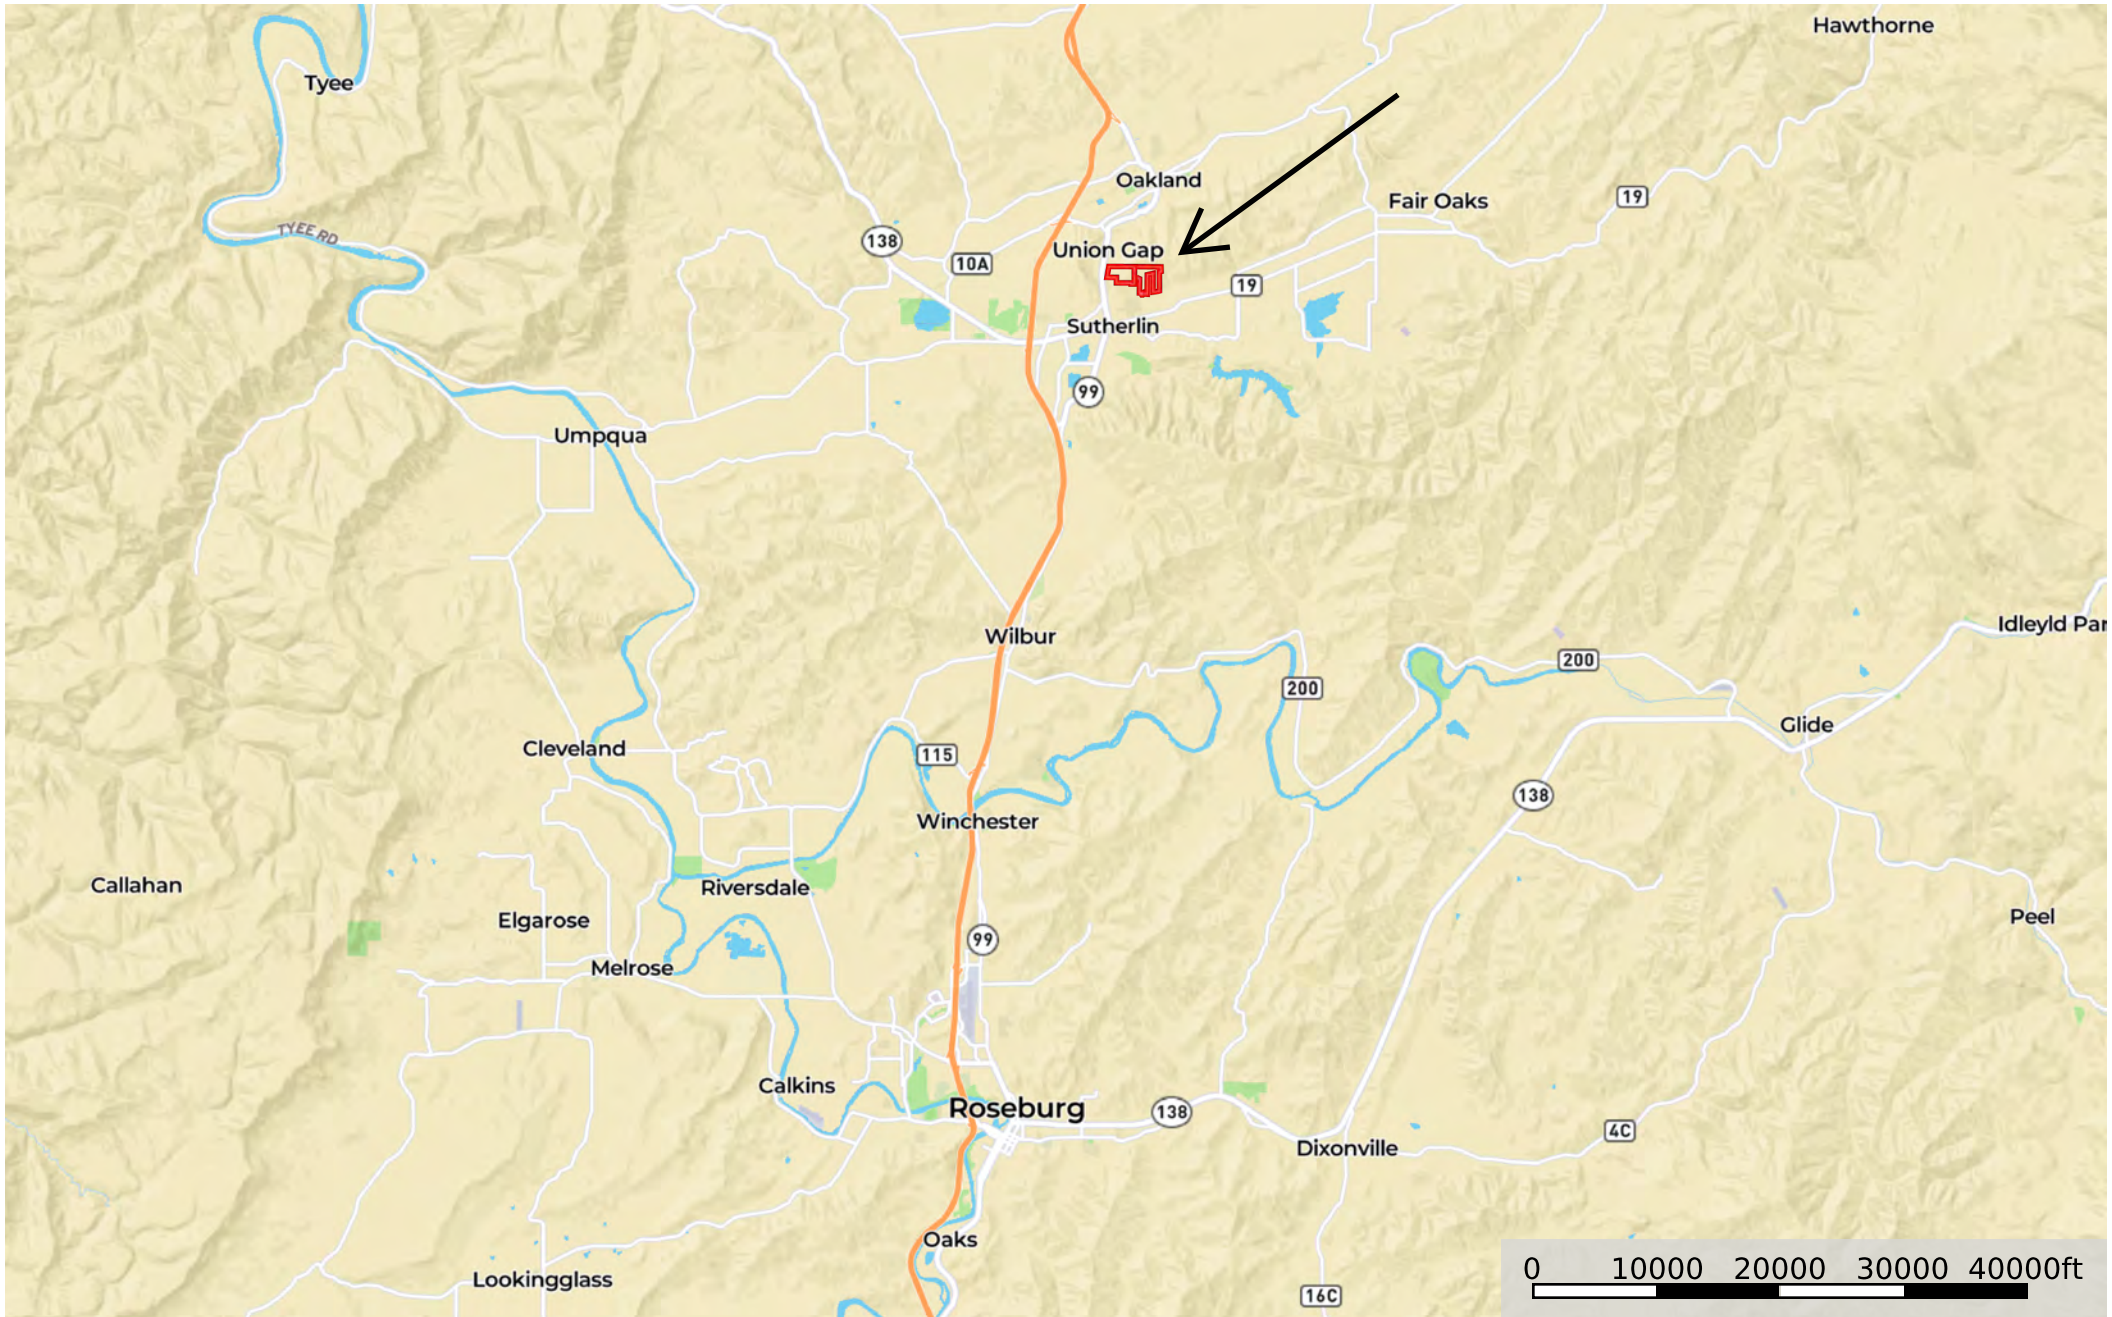 Hawthorne
Tyee
Oakland
Fair Oaks
19
TYEE RD
138
Union Gap
10A
19
Sutherlin
99
Umpqua
Idleyld Par
Wilbur
200
200
Glide
Cleveland
115
138
Winchester
Callahan
Riversdale
Elgarose
Peel
99
Melrose
Calkins
Roseburg
138
4C
Dixonville
Oaks
Lookingglass
0 10000 20000 30000 40000ft
16C